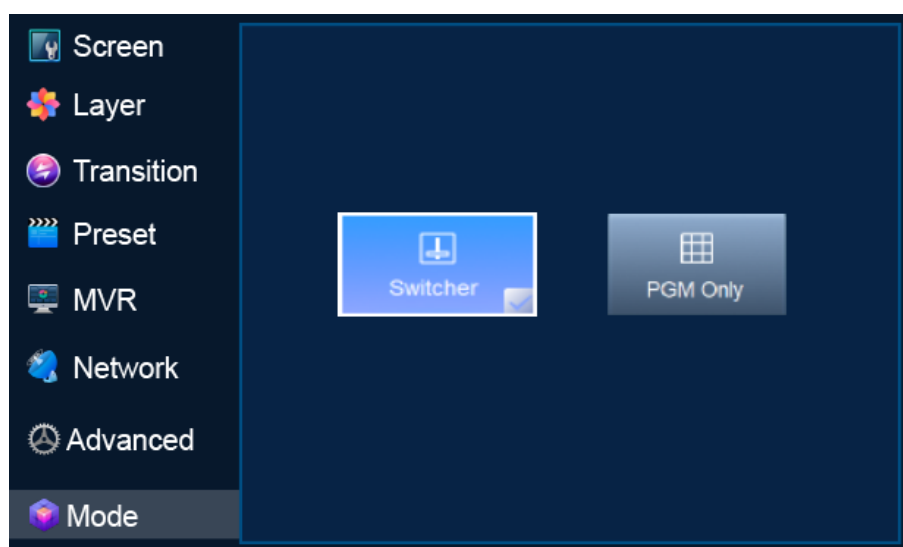 Screen
Layer
Transition
Preset
MVR
Network
Advanced
Mode
Switcher
PGM Only